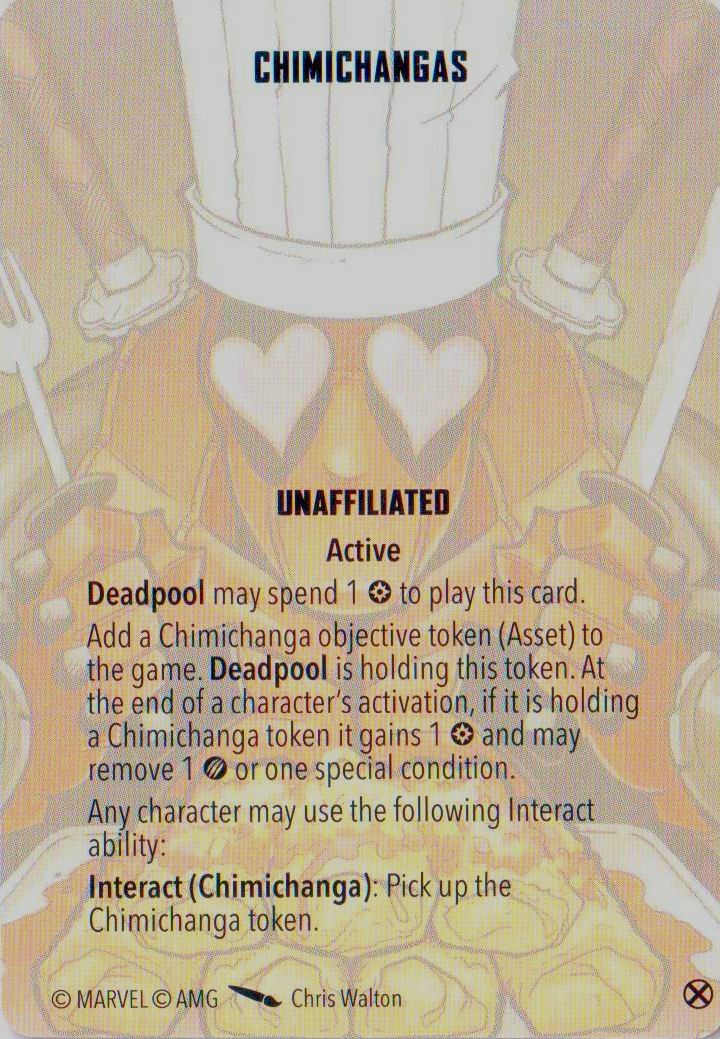 CHIMICHANGAS
UNAFFILIATED
Active
Deadpool may spend 1 to play this card.
Add a Chimichanga objective token (Asset) to
the game. Deadpool is holding this token. At
the end of a character's activation, if it is holding
a Chimichanga token it gains 1 and may
remove 1 or one special condition.
Any character may use the following Interact
ability:
Interact (Chimichanga): Pick up the
Chimichanga token.
© MARVEL © AMG Chris Walton